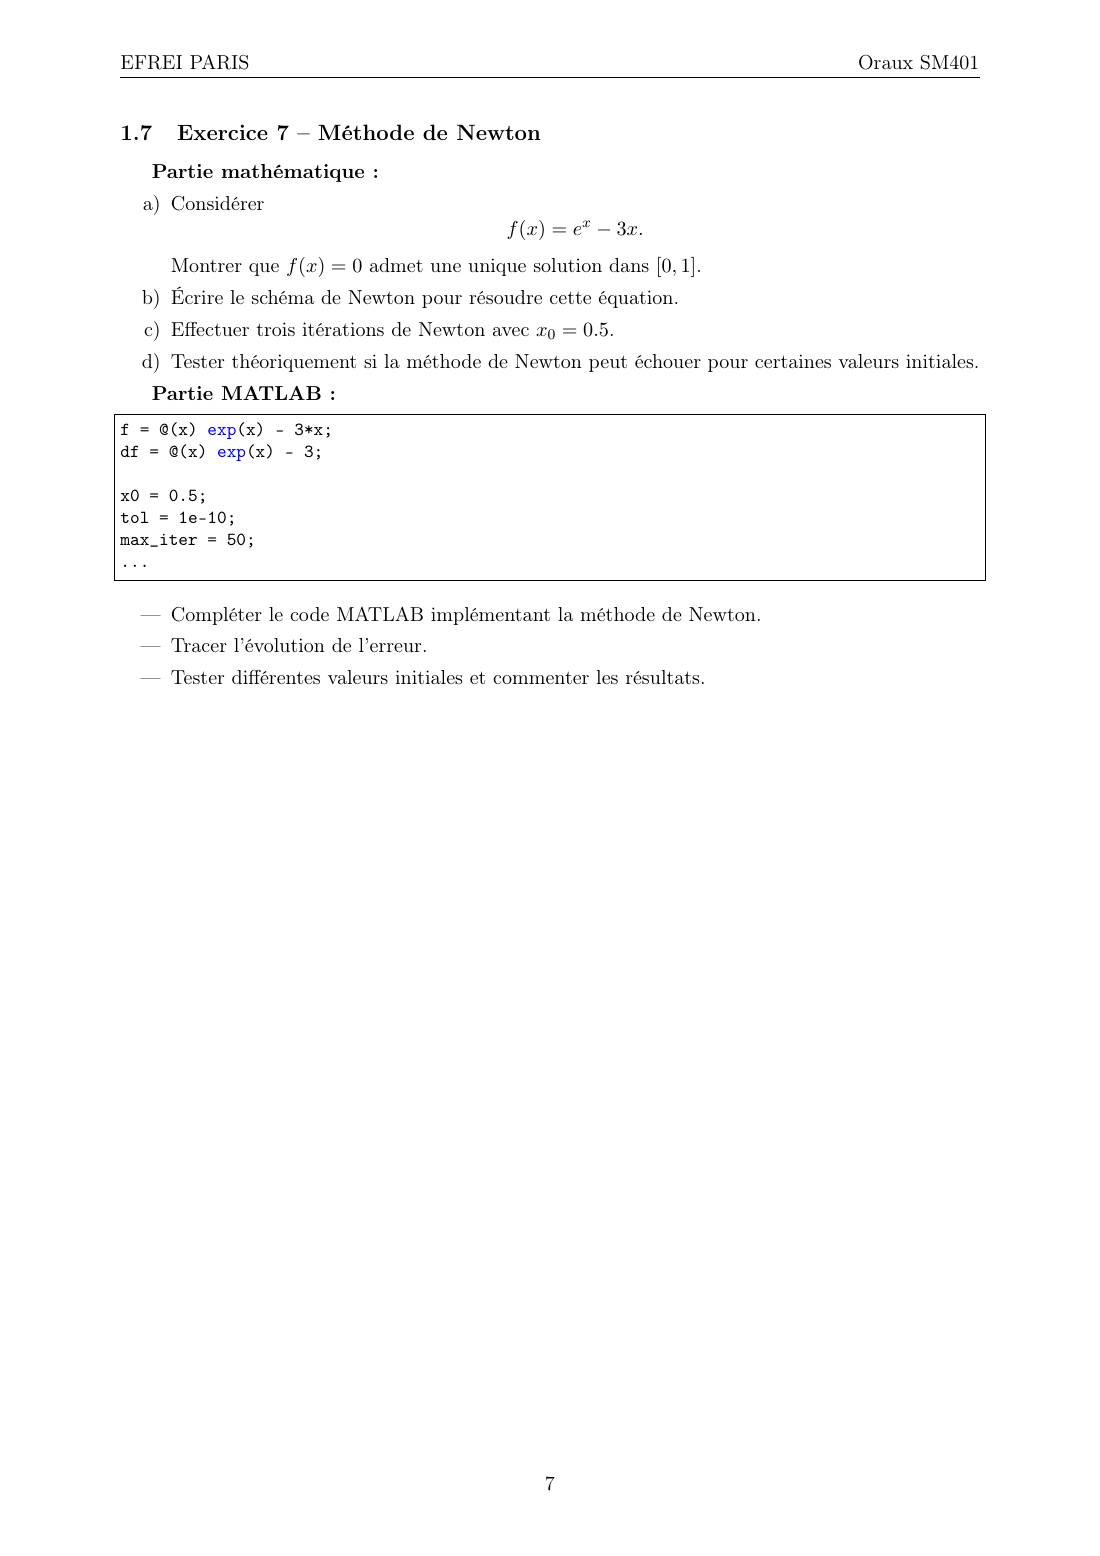 EFREI PARIS Oraux SM401
1.7 Exercice 7 – Méthode de Newton
Partie mathématique :
a) Considérer
f(x) = e^x − 3x.
Montrer que f(x) = 0 admet une unique solution dans [0, 1].
b) Écrire le schéma de Newton pour résoudre cette équation.
c) Effectuer trois itérations de Newton avec x₀ = 0.5.
d) Tester théoriquement si la méthode de Newton peut échouer pour certaines valeurs initiales.
Partie MATLAB :
f = @(x) exp(x) - 3*x;
df = @(x) exp(x) - 3;
x0 = 0.5;
tol = 1e-10;
max_iter = 50;
...
— Compléter le code MATLAB implémentant la méthode de Newton.
— Tracer l'évolution de l'erreur.
— Tester différentes valeurs initiales et commenter les résultats.
7